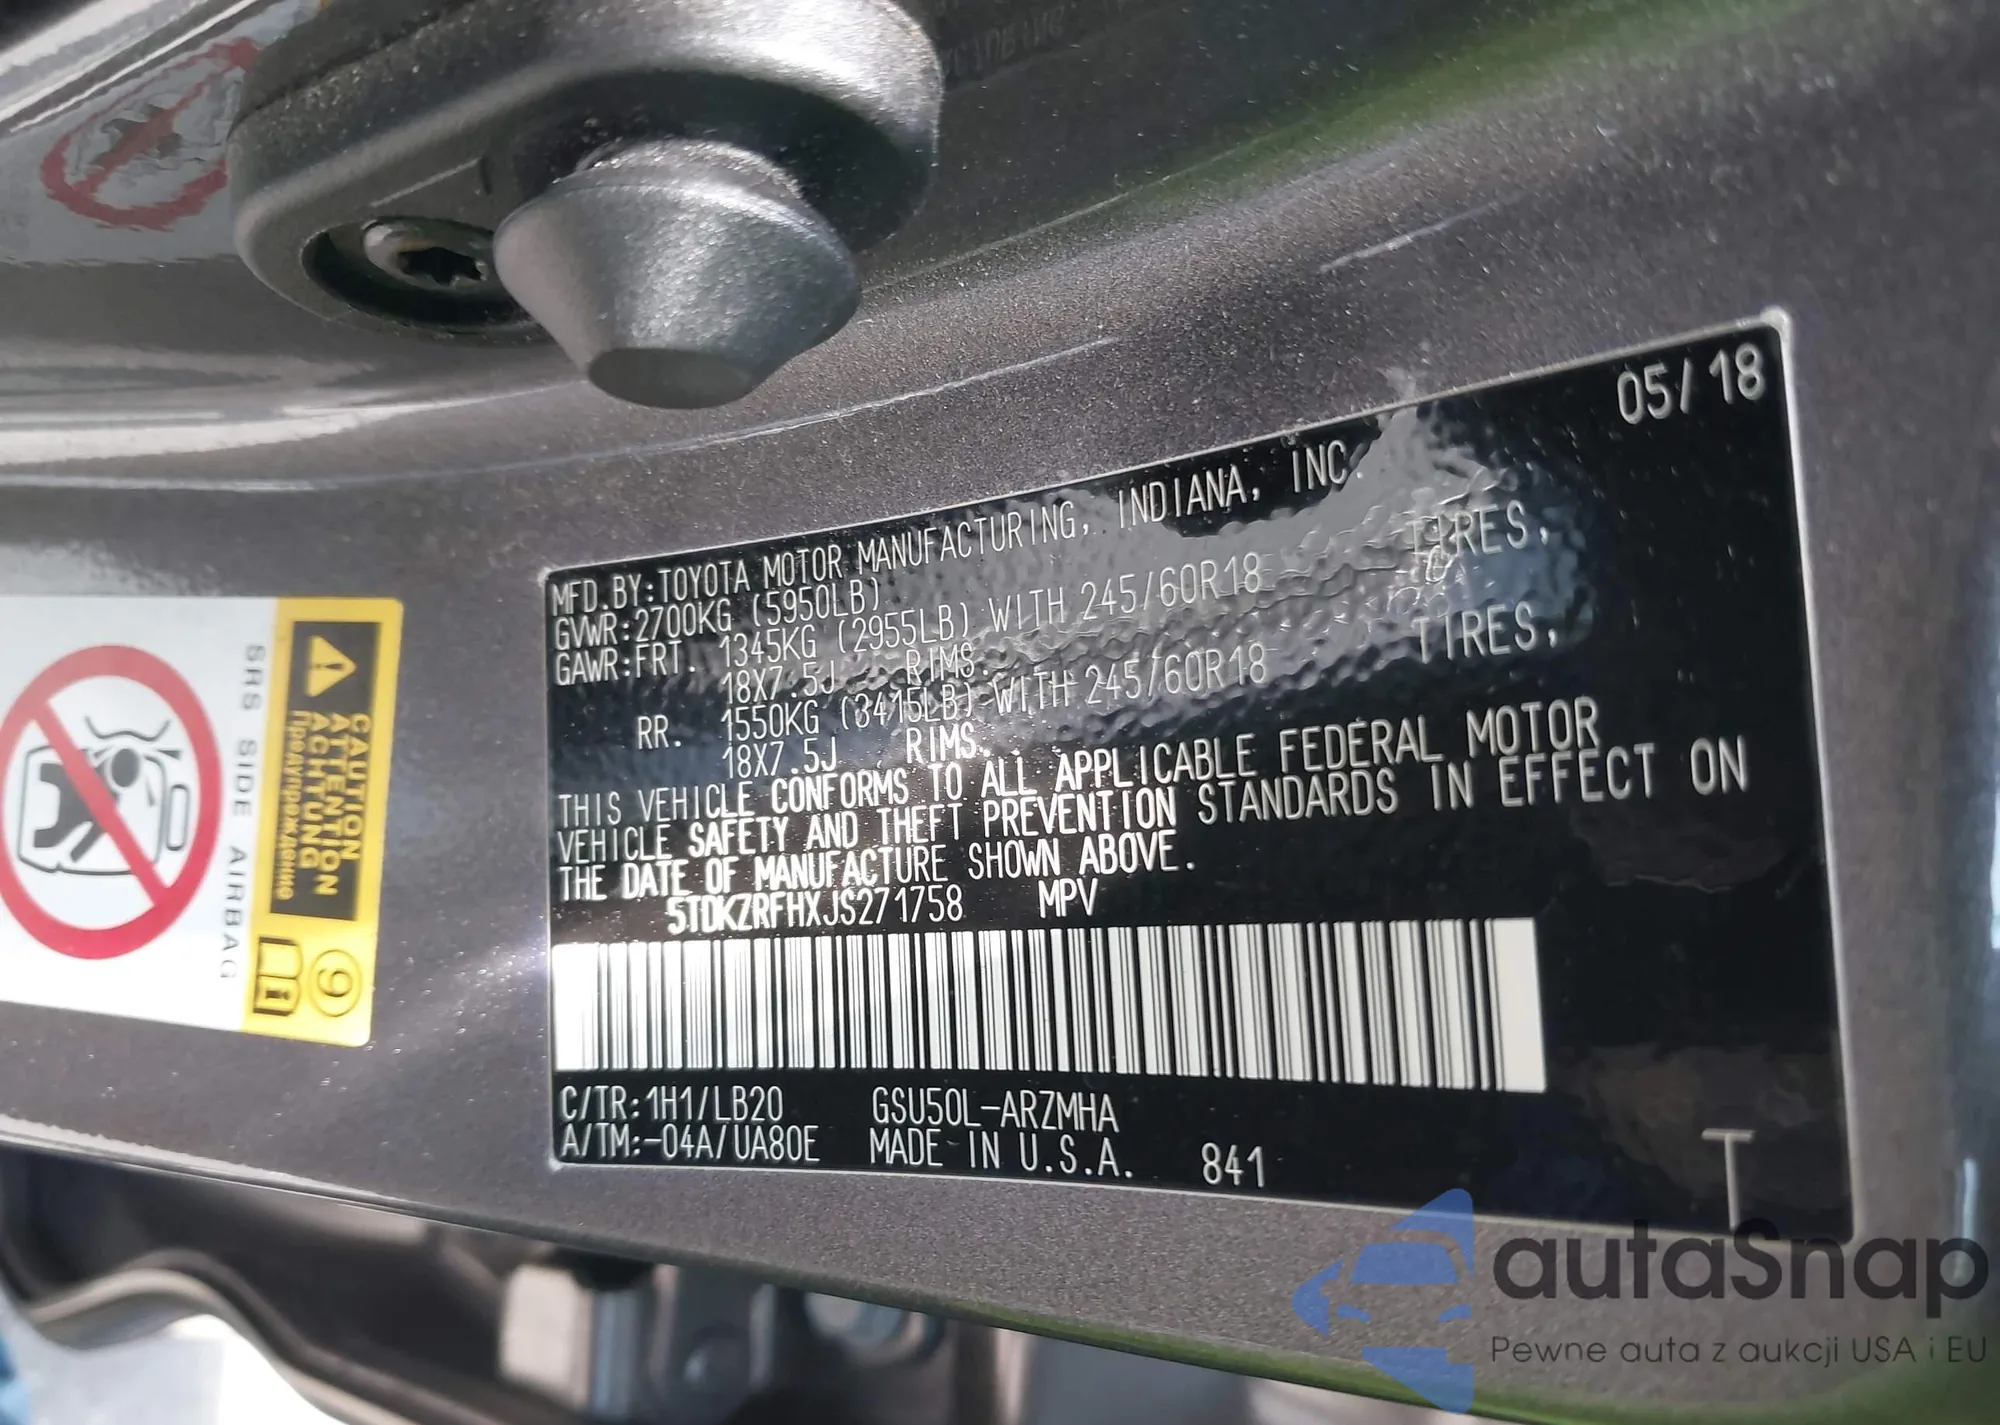 05/18
MFD.BY:TOYOTA MOTOR MANUFACTURING, INDIANA, INC.
GVWR:2700KG (5950LB)
GAWR:FRT. 1345KG (2955LB) WITH 245/60R18 TIRES,
18X7.5J RIMS.
RR. 1550KG (3415LB) WITH 245/60R18 TIRES,
18X7.5J RIMS.
THIS VEHICLE CONFORMS TO ALL APPLICABLE FEDERAL MOTOR
VEHICLE SAFETY AND THEFT PREVENTION STANDARDS IN EFFECT ON
THE DATE OF MANUFACTURE SHOWN ABOVE.
5TDKZRFHXJS271758 MPV
C/TR:1H1/LB20 GSU50L-ARZMHA
A/TM:-04A/UA80E MADE IN U.S.A. 841
T
CAUTION
ATTENTION
ACHTUNG
Предупреждение
SRS SIDE AIRBAG
9
autaSnap
Pewne auta z aukcji USA i EU